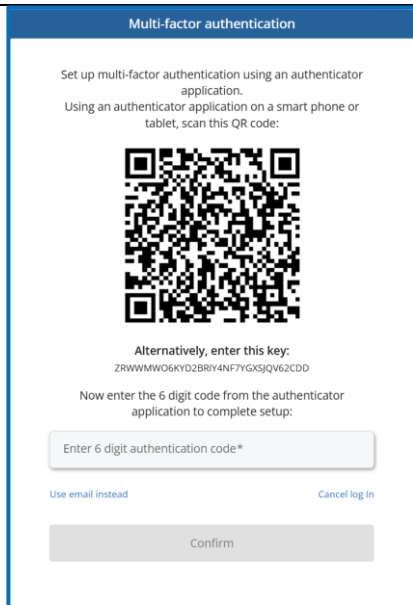 Multi-factor authentication
Set up multi-factor authentication using an authenticator
application.
Using an authenticator application on a smart phone or
tablet, scan this QR code:
Alternatively, enter this key:
ZRWWMWO6KYD2BRIY4NF7YGXSJQV62CDD
Now enter the 6 digit code from the authenticator
application to complete setup:
Enter 6 digit authentication code*
Use email instead
Cancel log In
Confirm